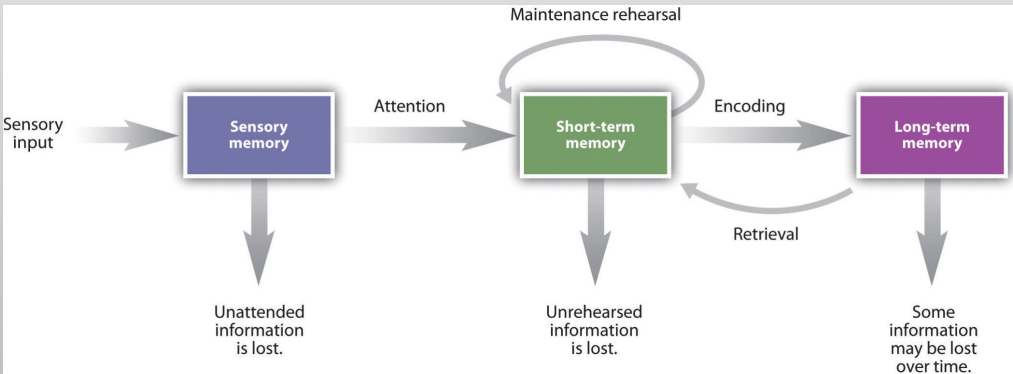 Maintenance rehearsal
Sensory
input
Sensory
memory
Attention
Short-term
memory
Encoding
Long-term
memory
Retrieval
Unattended
information
is lost.
Unrehearsed
information
is lost.
Some
information
may be lost
over time.